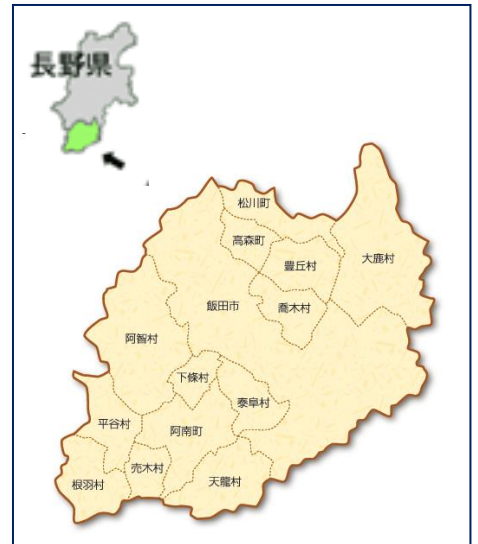 長野県
松川町
高森町
豊丘村
大鹿村
飯田市
喬木村
阿智村
下條村
泰阜村
平谷村
阿南町
売木村
根羽村
天龍村